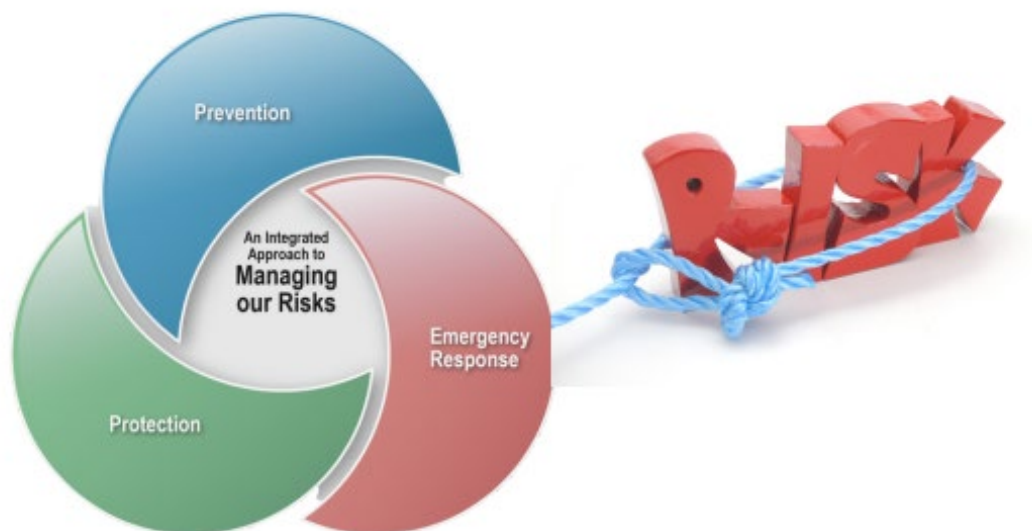 Prevention
An Integrated
Approach to
Managing
our Risks
Emergency
Response
Protection
RISK